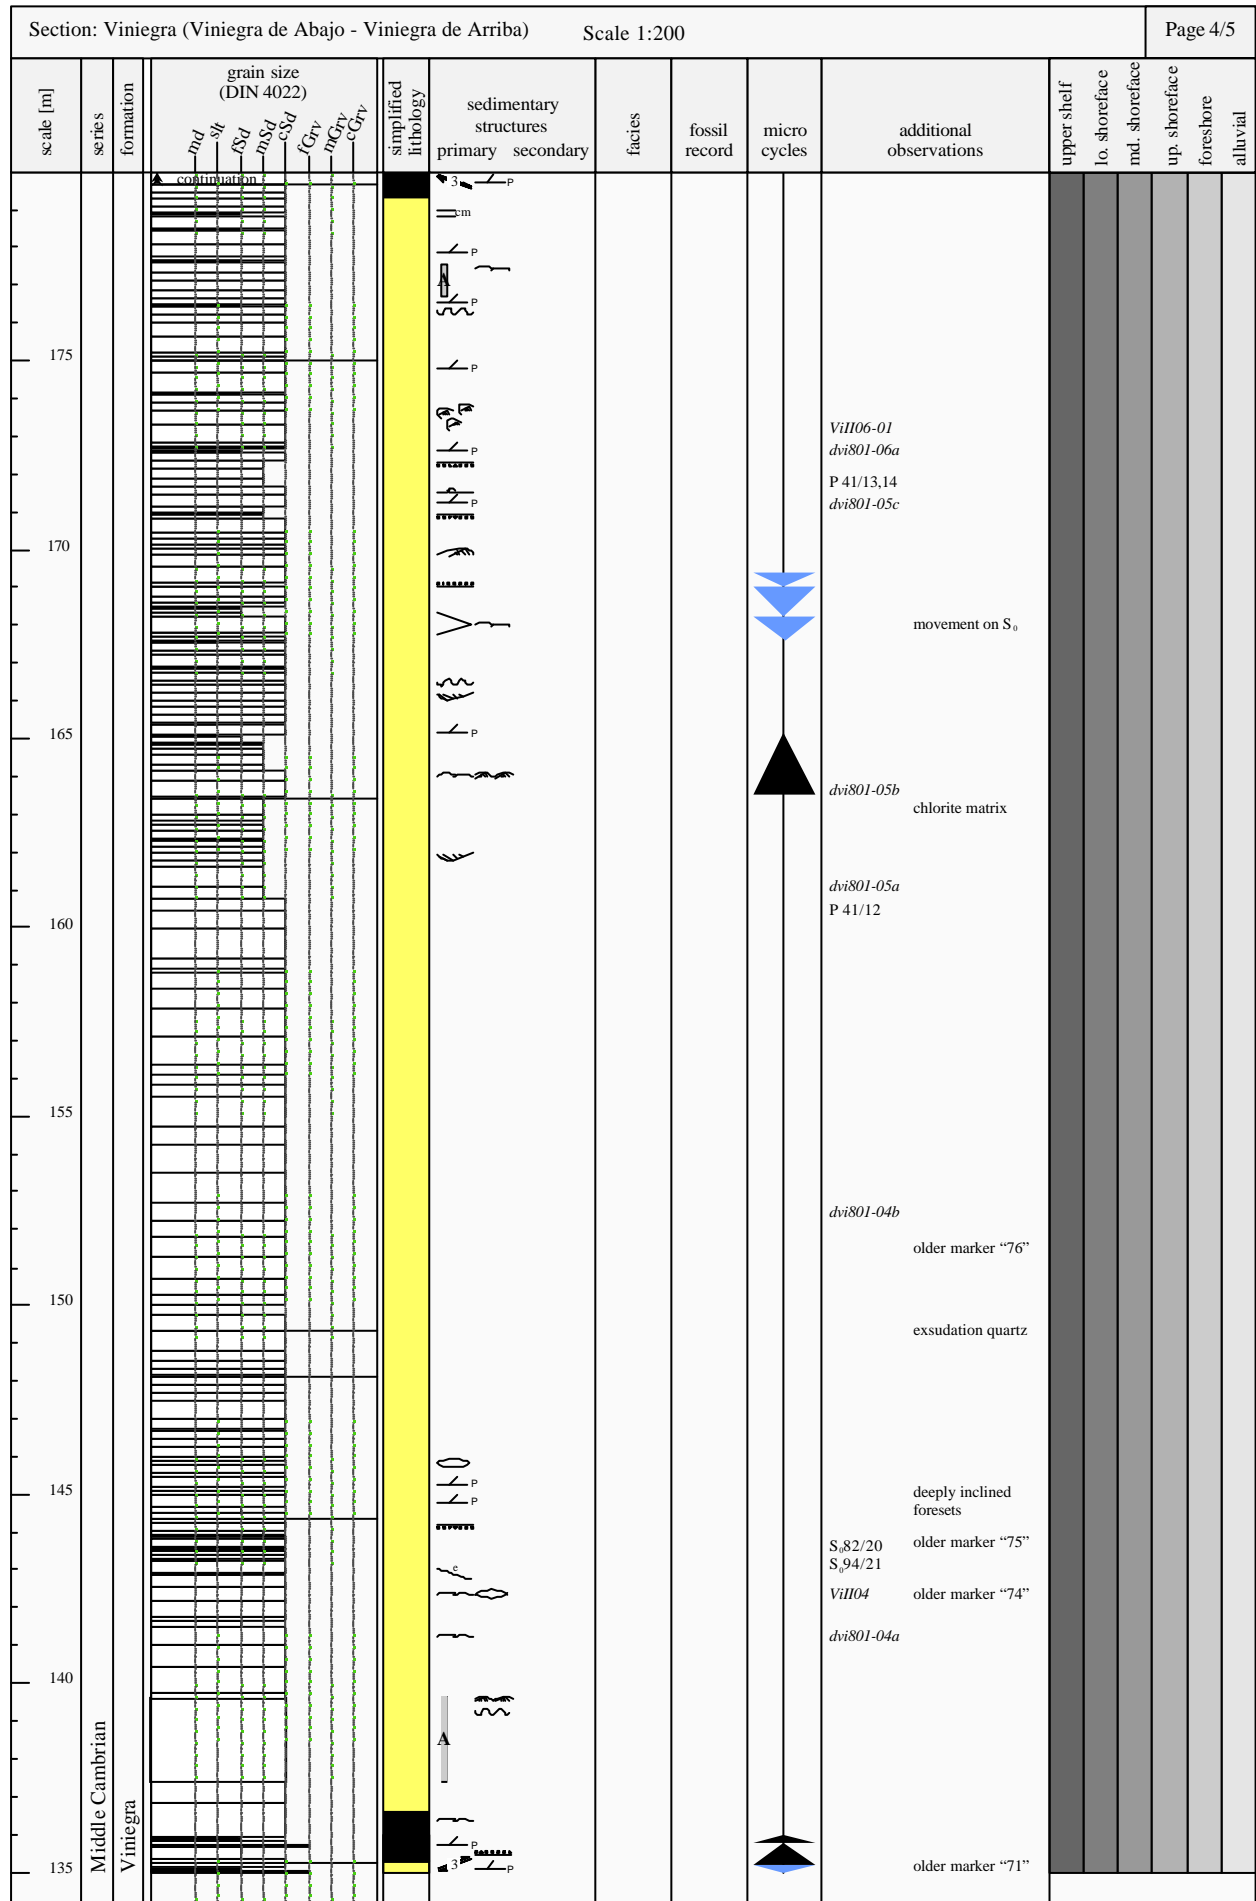 Section: Viniegra (Viniegra de Abajo - Viniegra de Arriba)
Scale 1:200
Page 4/5
scale [m]
series
formation
grain size
(DIN 4022)
md
slt
fSd
mSd
cSd
fGrv
mGrv
cGrv
simplified
lithology
sedimentary
structures
primary secondary
facies
fossil
record
micro
cycles
additional
observations
upper shelf
lo. shoreface
md. shoreface
up. shoreface
foreshore
alluvial
continuation
3 P
cm
P
A
P
175
P
ViII06-01
P
dvi801-06a
P 41/13,14
P
dvi801-05c
170
movement on S₀
165
P
dvi801-05b
chlorite matrix
dvi801-05a
P 41/12
160
155
dvi801-04b
older marker “76”
150
exsudation quartz
P
145
deeply inclined
P
foresets
S₀82/20
older marker “75”
S₀94/21
e
ViII04
older marker “74”
dvi801-04a
140
A
Middle Cambrian
Viniegra
P
3 P
135
older marker “71”